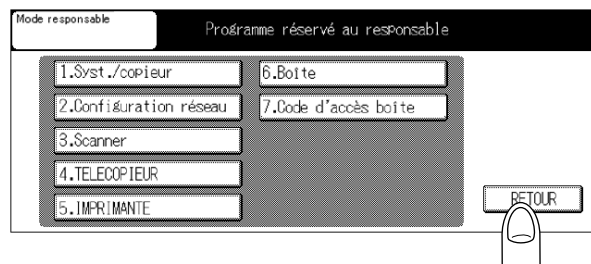 Mode responsable
Programme réservé au responsable
1.Syst./copieur
2.Configuration réseau
3.Scanner
4.TELECOPIEUR
5.IMPRIMANTE
6.Boîte
7.Code d'accès boîte
RETOUR